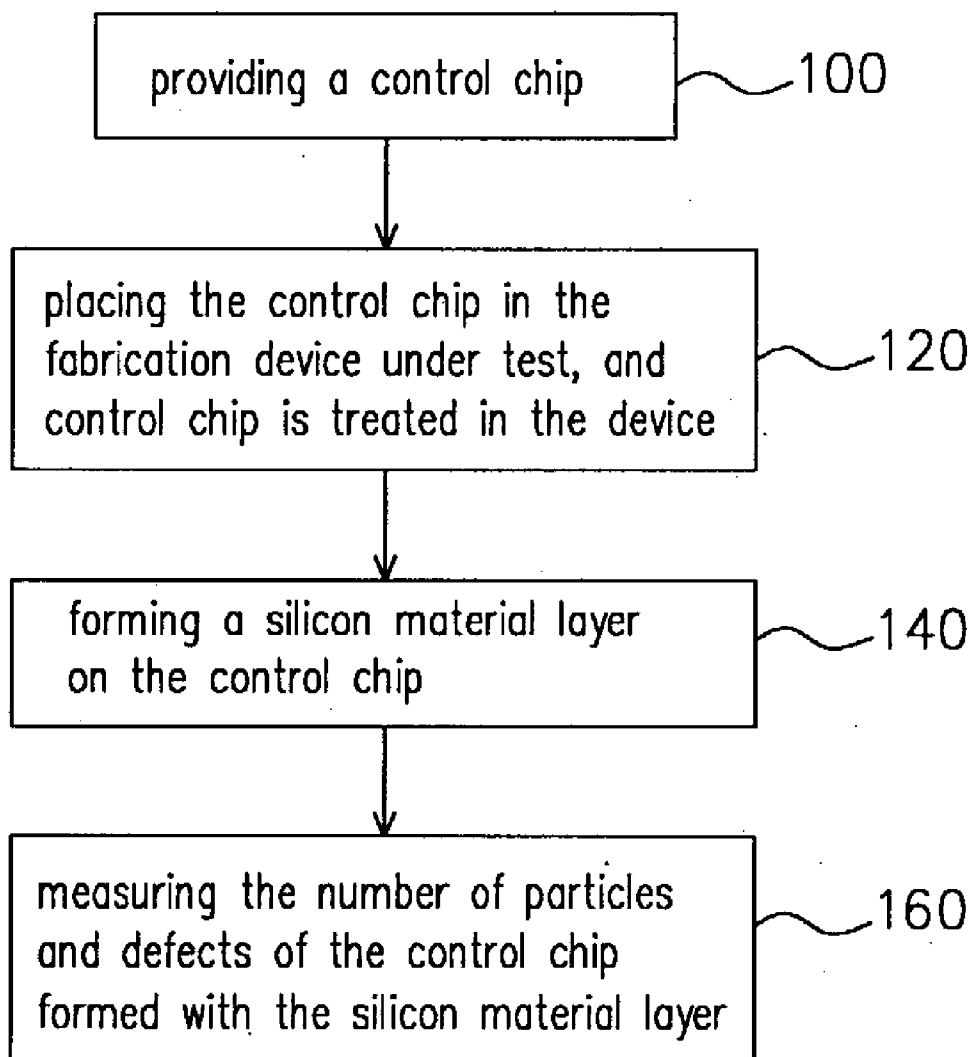 providing a control chip
100
placing the control chip in the
fabrication device under test, and
control chip is treated in the device
120
forming a silicon material layer
on the control chip
140
measuring the number of particles
and defects of the control chip
formed with the silicon material layer
160